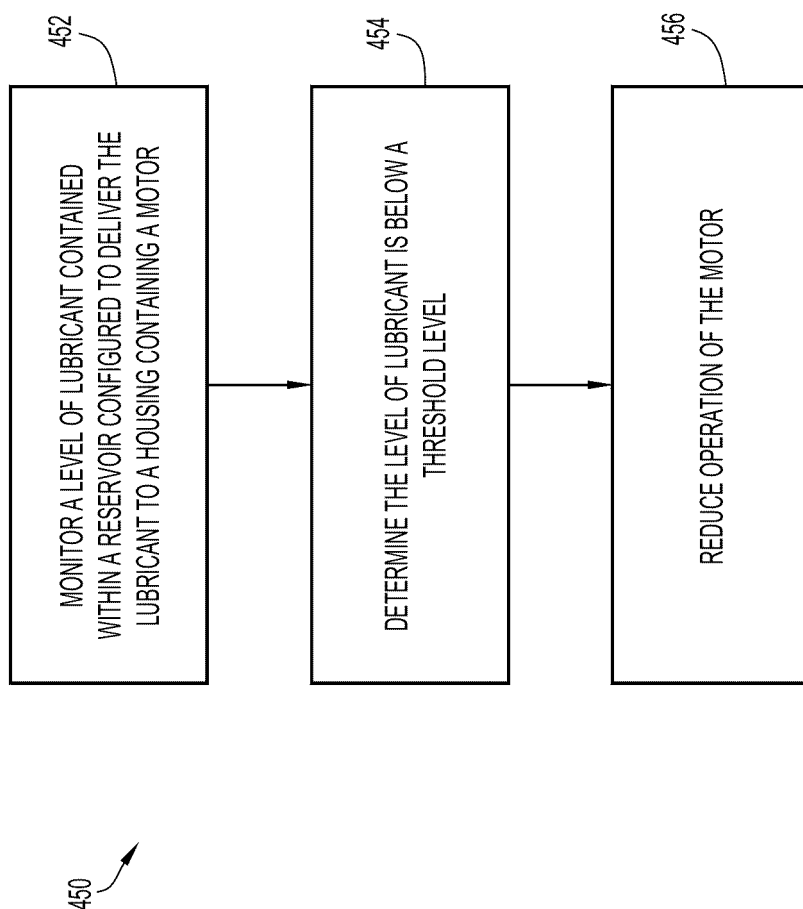 450
452
MONITOR A LEVEL OF LUBRICANT CONTAINED
WITHIN A RESERVOIR CONFIGURED TO DELIVER THE
LUBRICANT TO A HOUSING CONTAINING A MOTOR
454
DETERMINE THE LEVEL OF LUBRICANT IS BELOW A
THRESHOLD LEVEL
456
REDUCE OPERATION OF THE MOTOR